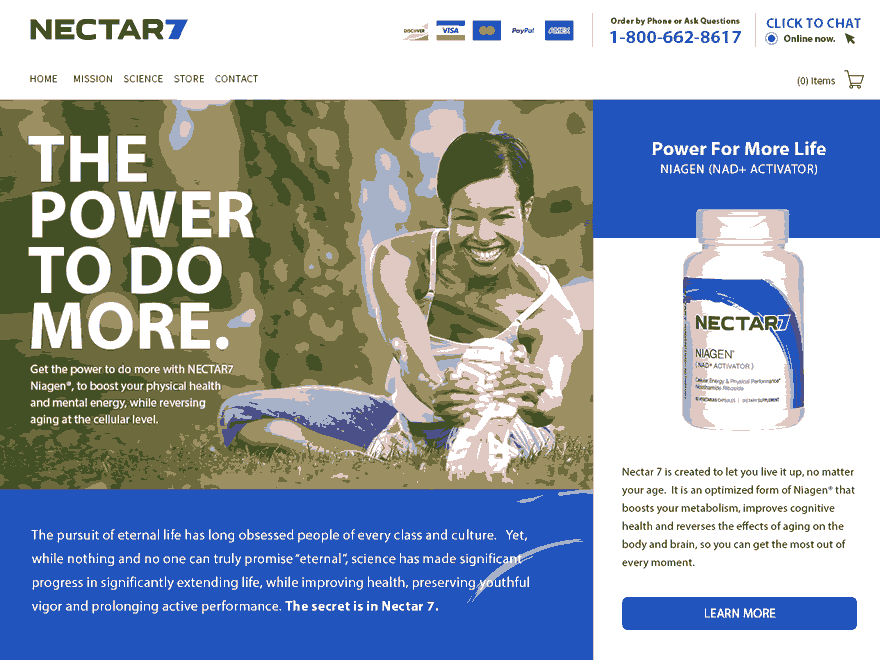 NECTAR7
DISCOVER VISA PayPal AMEX
Order by Phone or Ask Questions
1-800-662-8617
CLICK TO CHAT
Online now.
HOME MISSION SCIENCE STORE CONTACT
(0) Items
THE
POWER
TO DO
MORE.
Get the power to do more with NECTAR7
Niagen®, to boost your physical health
and mental energy, while reversing
aging at the cellular level.
The pursuit of eternal life has long obsessed people of every class and culture. Yet,
while nothing and no one can truly promise “eternal”, science has made significant
progress in significantly extending life, while improving health, preserving youthful
vigor and prolonging active performance. The secret is in Nectar 7.
Power For More Life
NIAGEN (NAD+ ACTIVATOR)
NECTAR7
NIAGEN®
(NAD+ ACTIVATOR)
Cellular Energy & Physical Performance*
Nicotinamide Riboside
VEGETARIAN CAPSULES | DIETARY SUPPLEMENT
Nectar 7 is created to let you live it up, no matter
your age. It is an optimized form of Niagen® that
boosts your metabolism, improves cognitive
health and reverses the effects of aging on the
body and brain, so you can get the most out of
every moment.
LEARN MORE